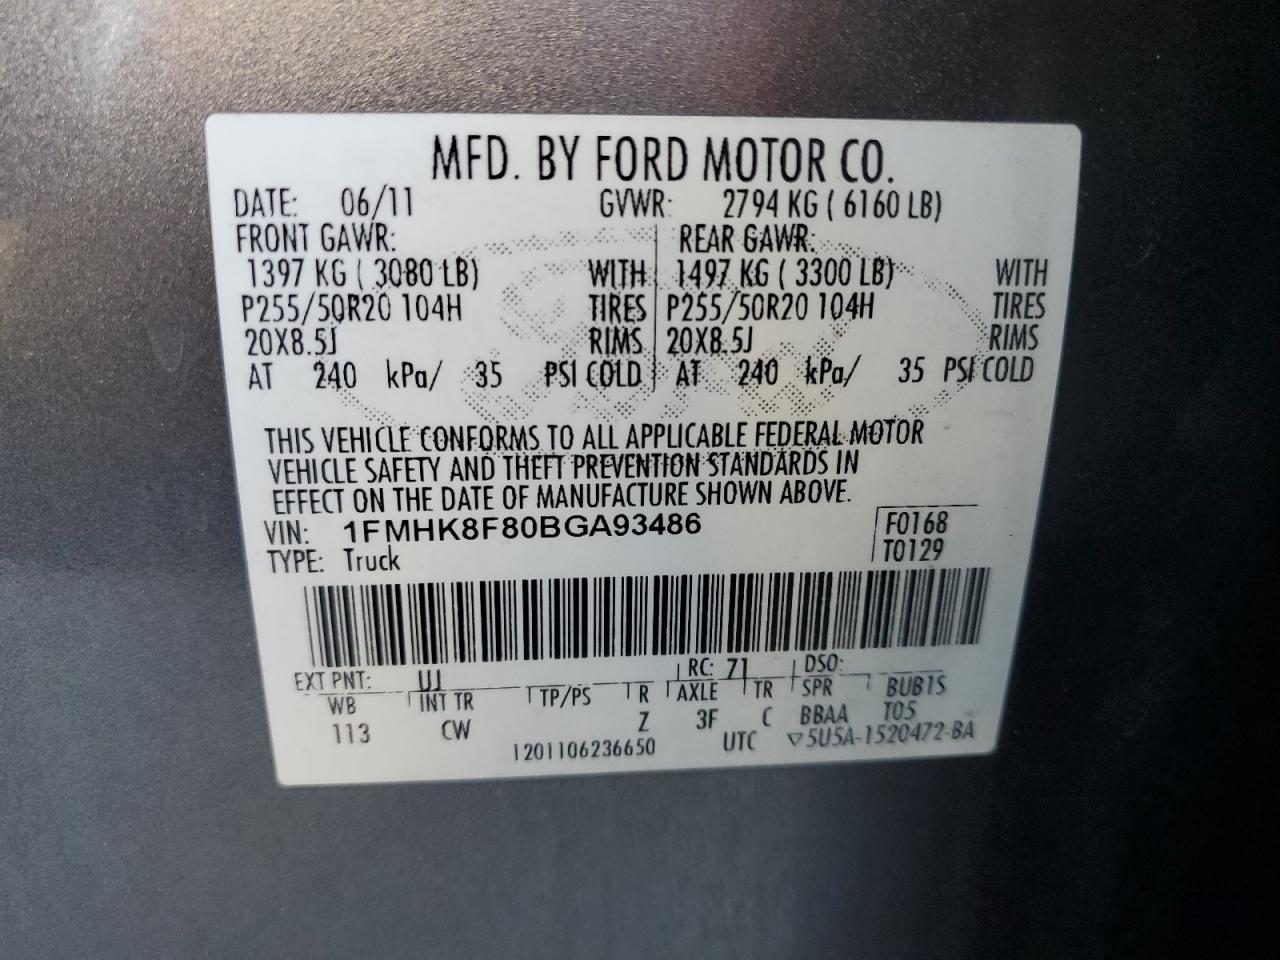 MFD. BY FORD MOTOR CO.
DATE: 06/11 GVWR: 2794 KG ( 6160 LB)
FRONT GAWR: REAR GAWR:
1397 KG ( 3080 LB) WITH 1497 KG ( 3300 LB) WITH
P255/50R20 104H TIRES P255/50R20 104H TIRES
20X8.5J RIMS 20X8.5J RIMS
AT 240 kPa/ 35 PSI COLD AT 240 kPa/ 35 PSI COLD
THIS VEHICLE CONFORMS TO ALL APPLICABLE FEDERAL MOTOR
VEHICLE SAFETY AND THEFT PREVENTION STANDARDS IN
EFFECT ON THE DATE OF MANUFACTURE SHOWN ABOVE.
VIN: 1FMHK8F80BGA93486 F0168
TYPE: Truck T0129
EXT PNT: UJ RC: 71 DSO:
WB INT TR TP/PS R AXLE TR SPR BUB1S
113 CW Z 3F C BBAA T05
1201106236650 UTC ▽5U5A-1520472-BA